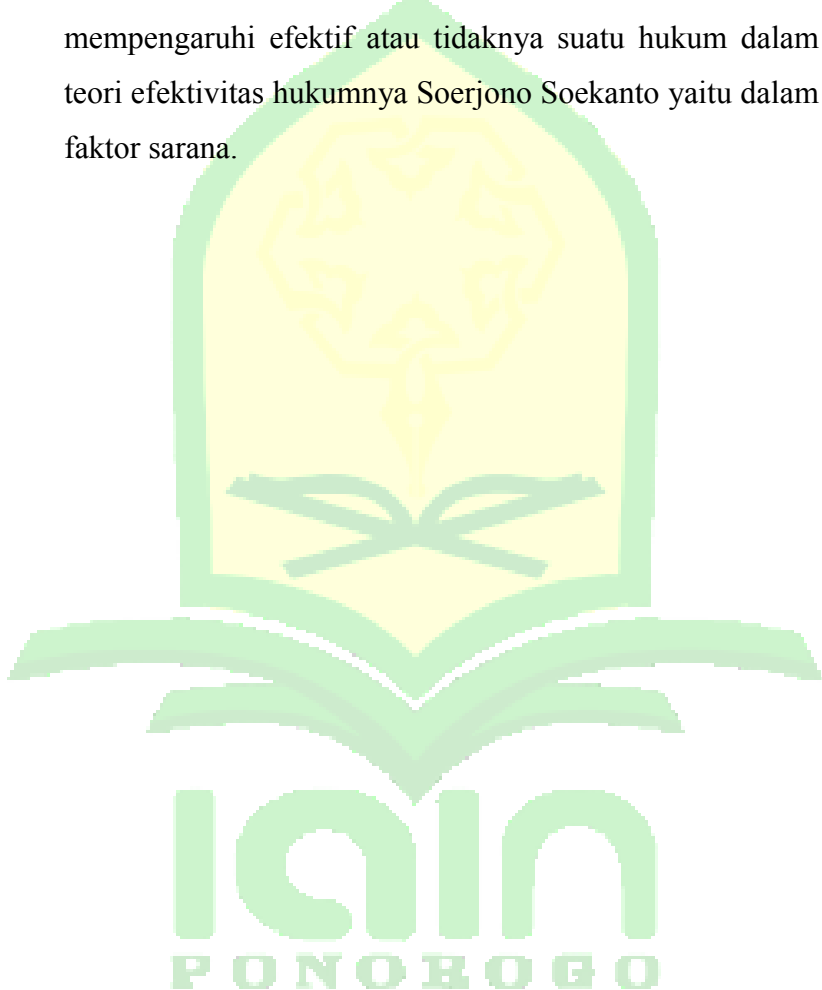 mempengaruhi efektif atau tidaknya suatu hukum dalam
teori efektivitas hukumnya Soerjono Soekanto yaitu dalam
faktor sarana.
iain
PONOROGO